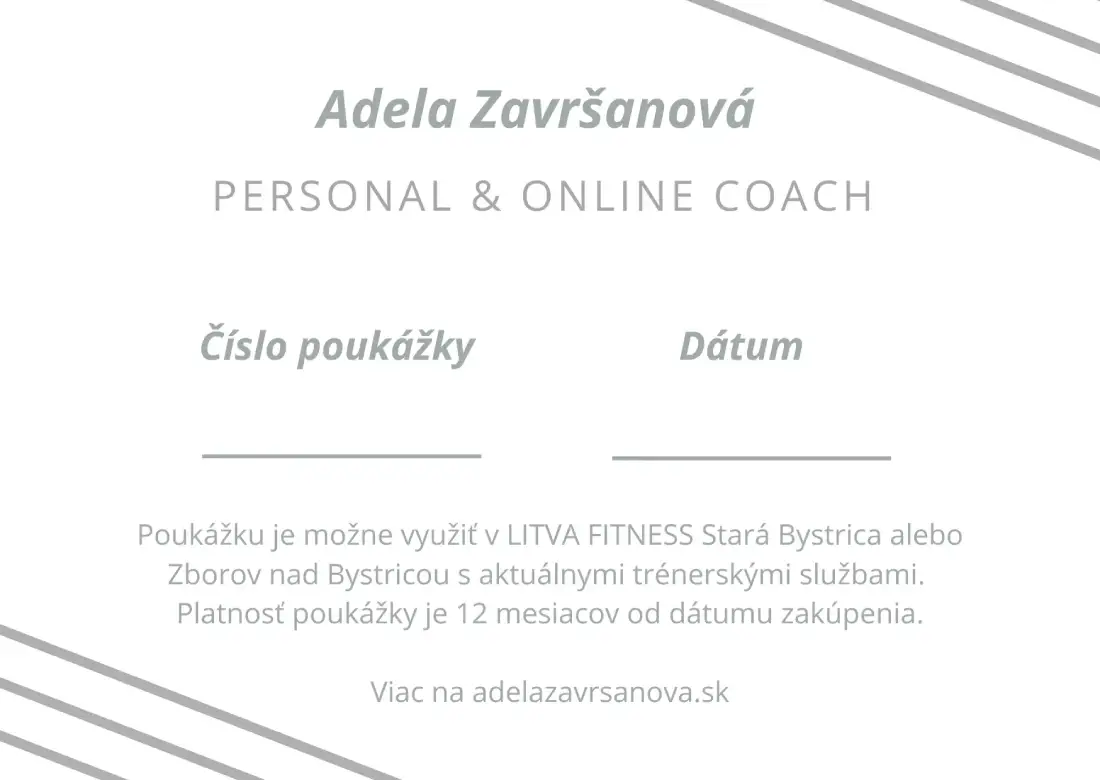 Adela Završanová
PERSONAL & ONLINE COACH
Číslo poukážky Dátum
Poukážku je možne využiť v LITVA FITNESS Stará Bystrica alebo
Zborov nad Bystricou s aktuálnymi trénerskými službami.
Platnosť poukážky je 12 mesiacov od dátumu zakúpenia.
Viac na adelazavrsanova.sk